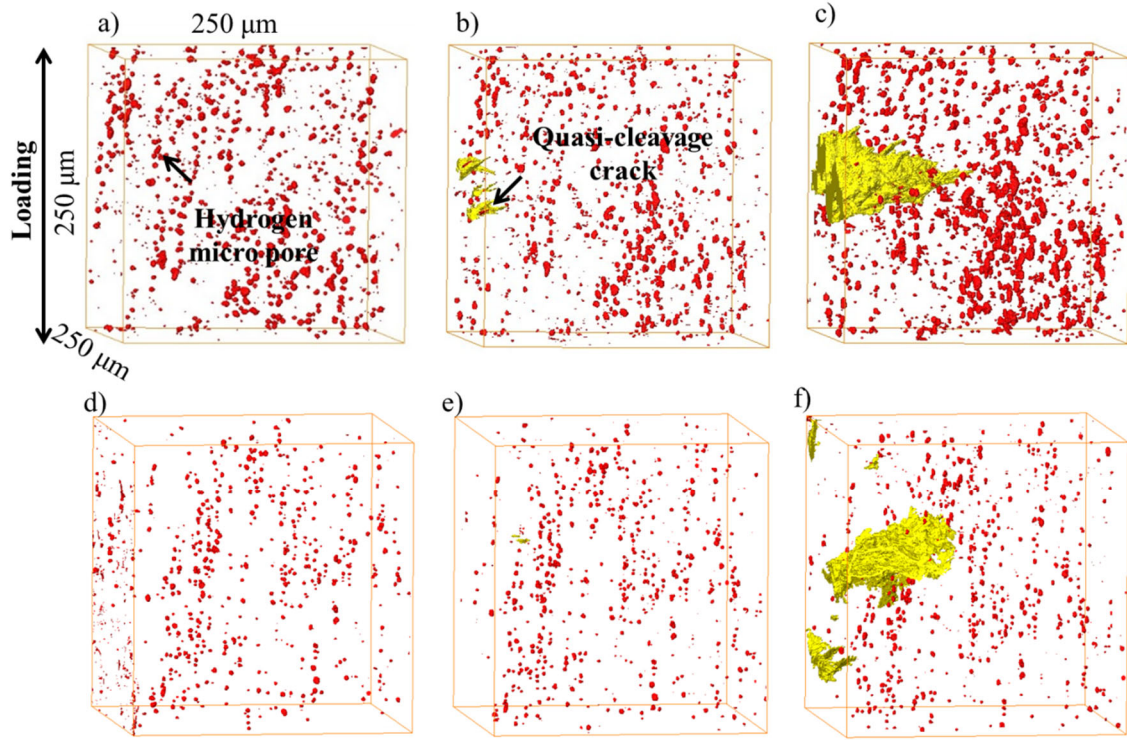 a)
250 μm
b)
c)
Loading
250 μm
Hydrogen
micro pore
250 μm
Quasi-cleavage
crack
d)
e)
f)